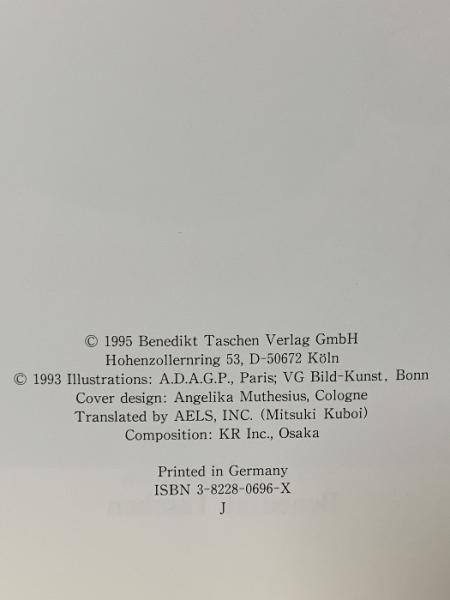 © 1995 Benedikt Taschen Verlag GmbH
Hohenzollernring 53, D-50672 Köln
© 1993 Illustrations: A.D.A.G.P., Paris; VG Bild-Kunst, Bonn
Cover design: Angelika Muthesius, Cologne
Translated by AELS, INC. (Mitsuki Kuboi)
Composition: KR Inc., Osaka
Printed in Germany
ISBN 3-8228-0696-X
J